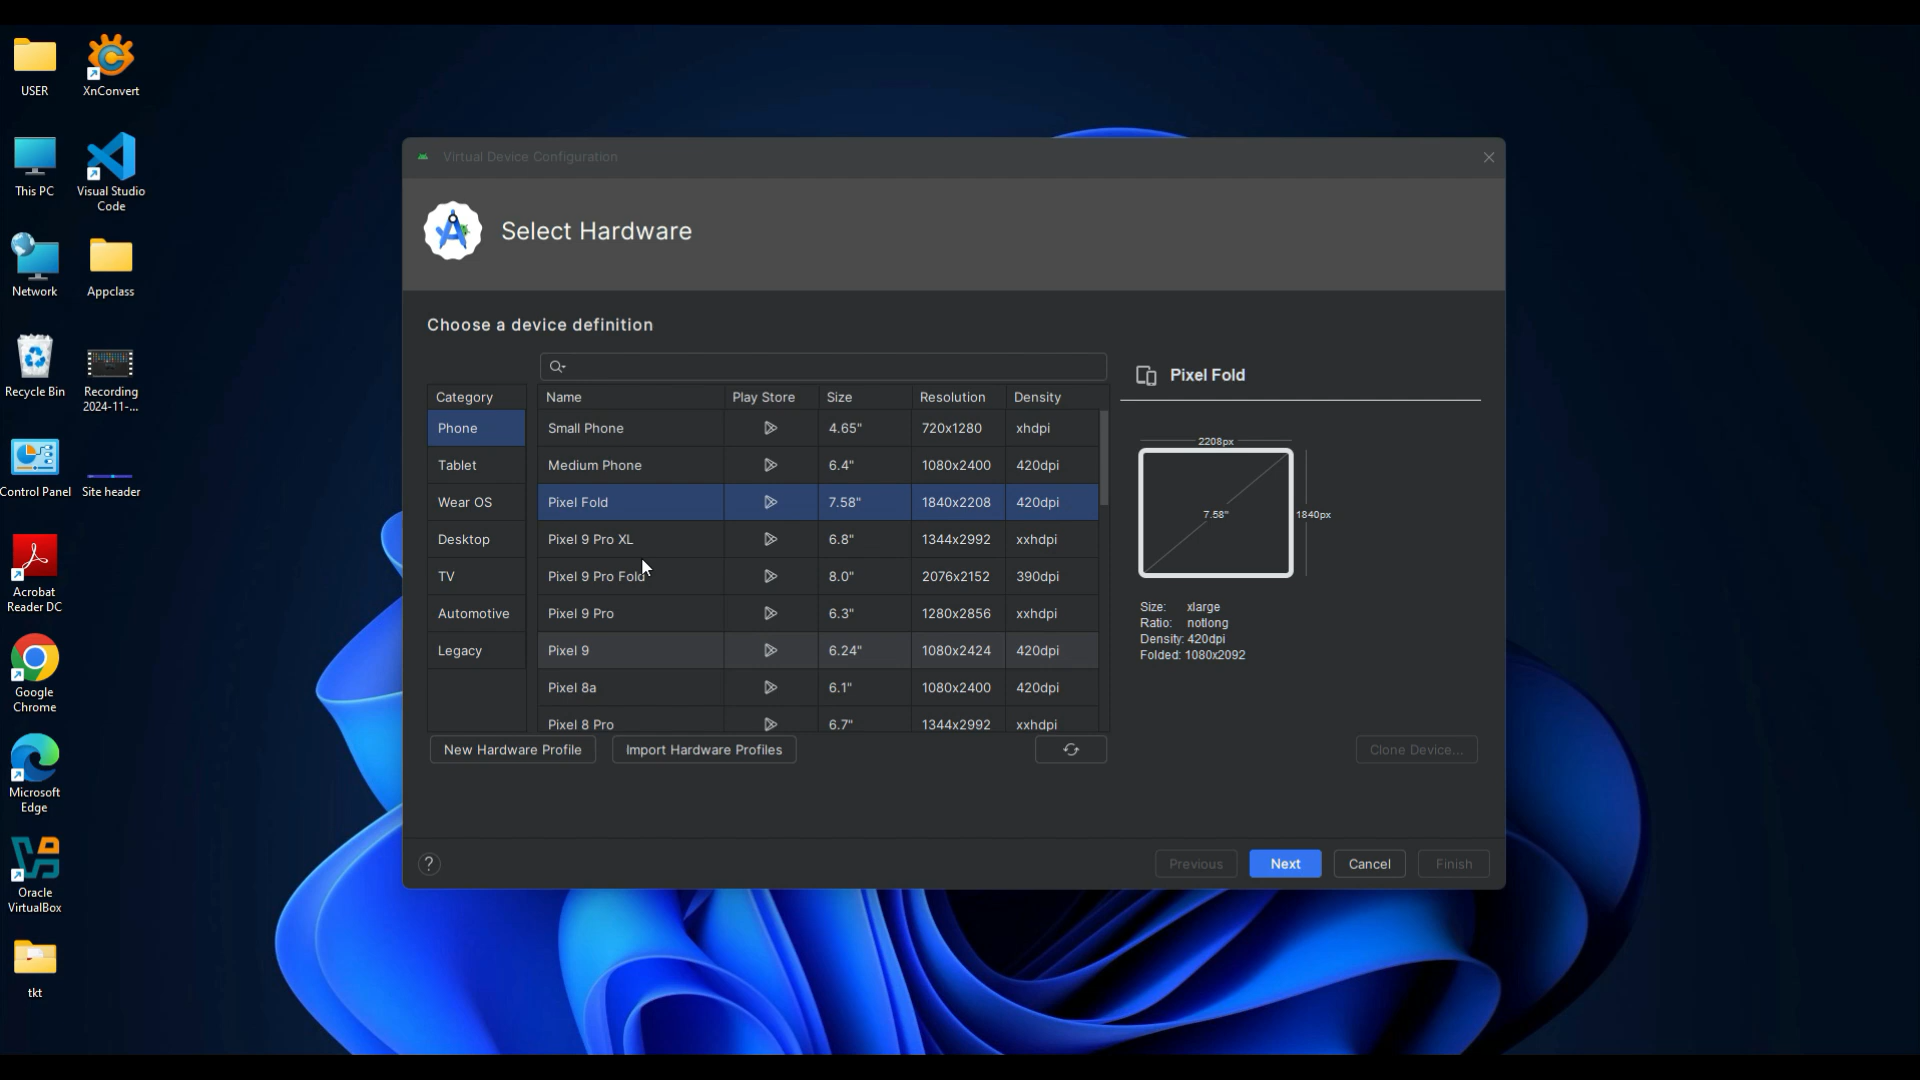 USER
XnConvert
This PC
Visual Studio
Code
Network
Appclass
Recycle Bin
Recording
2024-11-...
Control Panel
Site header
Acrobat
Reader DC
Google
Chrome
Microsoft
Edge
Oracle
VirtualBox
tkt
Virtual Device Configuration
Select Hardware
Choose a device definition
Category
Phone
Tablet
Wear OS
Desktop
TV
Automotive
Legacy
Name Play Store Size Resolution Density
Small Phone 4.65" 720x1280 xhdpi
Medium Phone 6.4" 1080x2400 420dpi
Pixel Fold 7.58" 1840x2208 420dpi
Pixel 9 Pro XL 6.8" 1344x2992 xxhdpi
Pixel 9 Pro Fold 8.0" 2076x2152 390dpi
Pixel 9 Pro 6.3" 1280x2856 xxhdpi
Pixel 9 6.24" 1080x2424 420dpi
Pixel 8a 6.1" 1080x2400 420dpi
Pixel 8 Pro 6.7" 1344x2992 xxhdpi
New Hardware Profile Import Hardware Profiles
Pixel Fold
2208px
7.58"
1840px
Size: xlarge
Ratio: notlong
Density: 420dpi
Folded: 1080x2092
Clone Device...
? Previous Next Cancel Finish